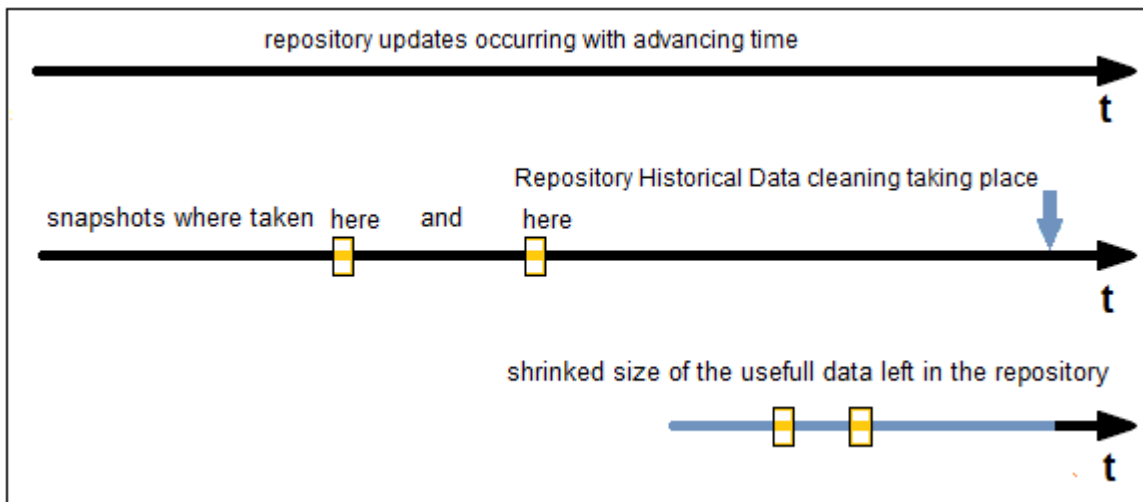 repository updates occurring with advancing time
t
Repository Historical Data cleaning taking place
snapshots where taken here and here
t
shrinked size of the usefull data left in the repository
t